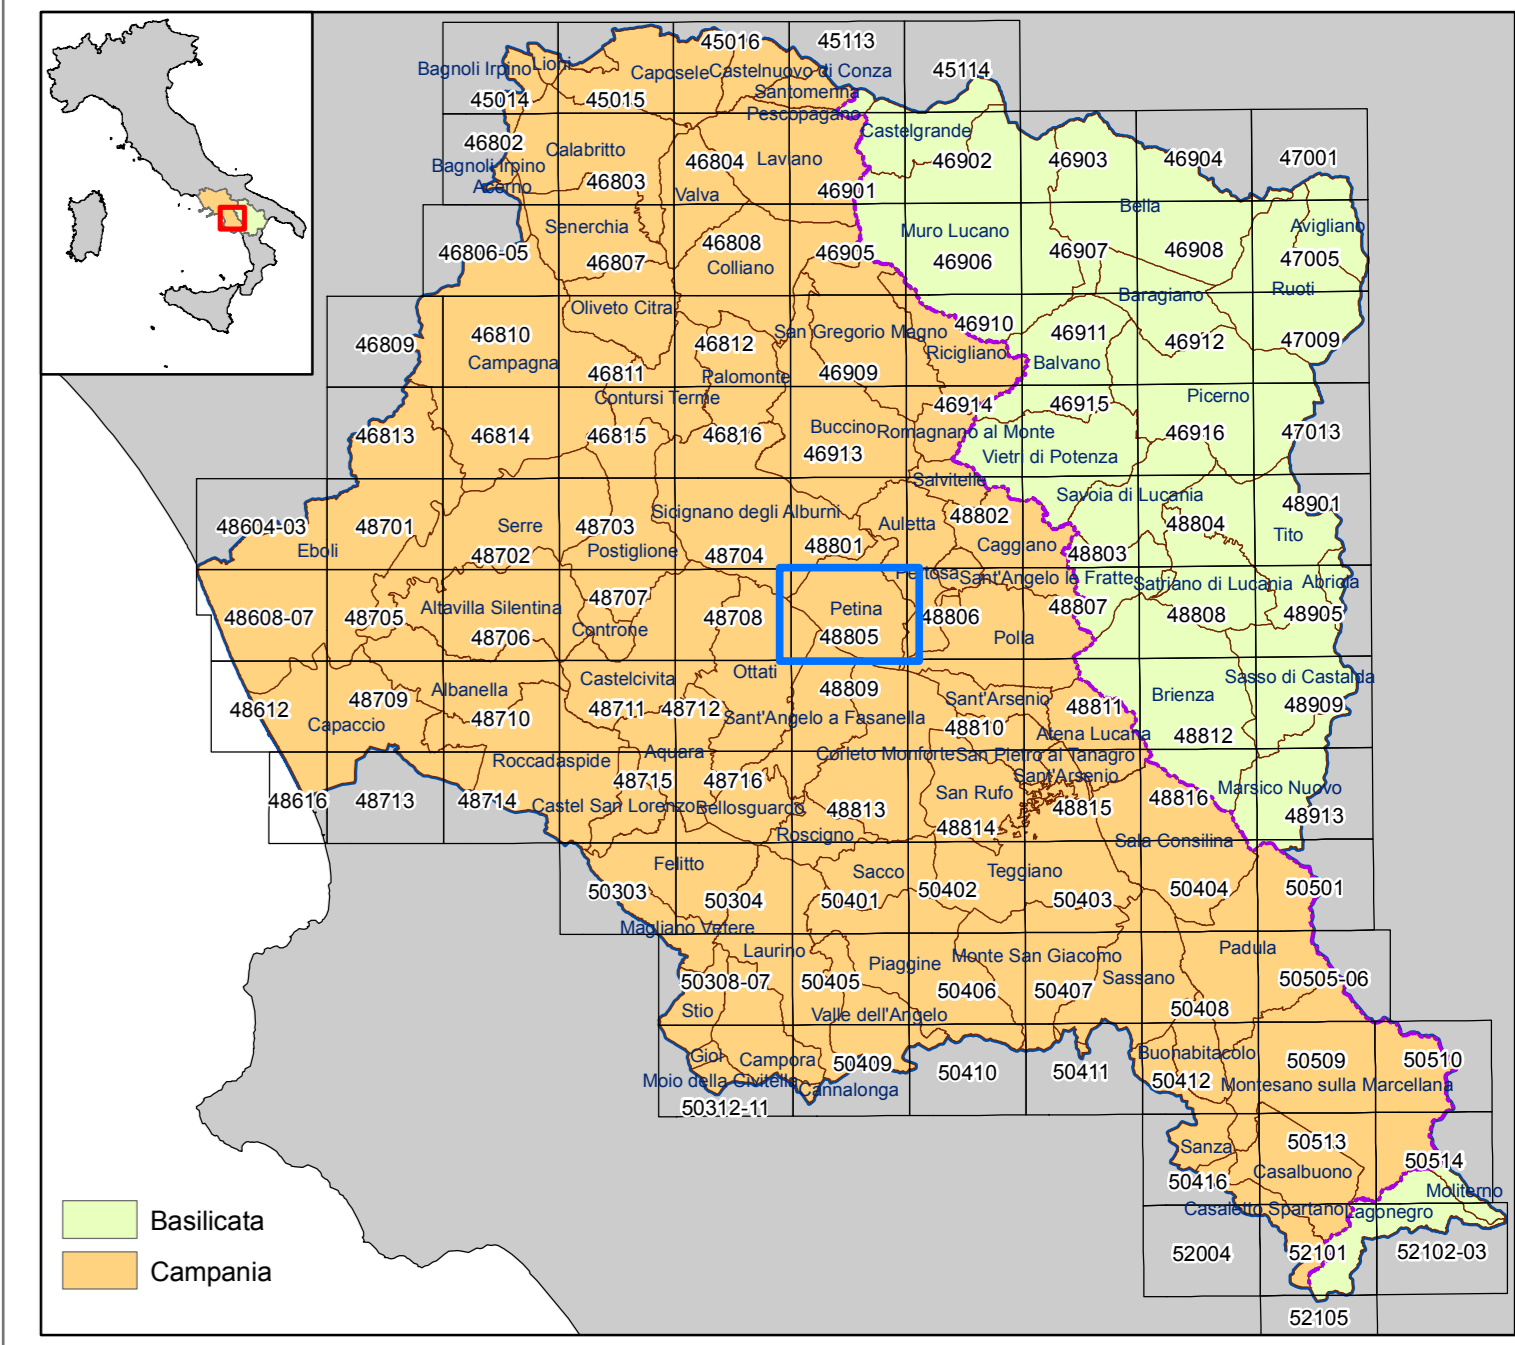 45016
45113
Bagnoli Irpino
Lioni
Caposele
Castelnuovo di Conza
45114
45014
45015
Santomenna
Pescopagano
46802
Calabritto
Castelgrande
Bagnoli Irpino
46804
Laviano
46902
46903
46904
47001
Acerno
46803
Valva
46901
Senerchia
Muro Lucano
Bella
Avigliano
46806-05
46807
46808
Colliano
46905
46906
46907
46908
47005
Oliveto Citra
Baragiano
Ruoti
46809
46810
46812
San Gregorio Magno
46910
46911
46912
47009
Campagna
46811
Palomonte
46909
Ricigliano
Balvano
Contursi Terme
46914
46915
Picerno
46813
46814
46815
46816
Buccino
Romagnano al Monte
46916
47013
46913
Vietri di Potenza
Salvitelle
Savoia di Lucania
48901
48604-03
48701
Serre
48703
Sicignano degli Alburni
Auletta
48802
48804
Tito
Eboli
48702
Postiglione
48704
48801
Caggiano
48803
Pertosa
Sant'Angelo le Fratte
Satriano di Lucania
Abriola
48608-07
48705
Altavilla Silentina
48707
48708
Petina
48806
48807
48808
48905
48706
Controne
48805
Polla
Ottati
48612
48709
Albanella
Castelcivita
48809
Sant'Arsenio
Brienza
Sasso di Castalda
Capaccio
48710
48711
48712
Sant'Angelo a Fasanella
48810
48811
48909
Atena Lucana
48812
Roccadaspide
Aquara
Corleto Monforte
San Pietro al Tanagro
48715
48716
Sant'Arsenio
48616
48713
48714
Castel San Lorenzo
Bellosguardo
48813
San Rufo
48815
48816
Marsico Nuovo
Roscigno
48814
48913
Sala Consilina
Felitto
Sacco
Teggiano
50303
50304
50401
50402
50403
50404
50501
Magliano Vetere
Laurino
Piaggine
Monte San Giacomo
Padula
50308-07
50405
50406
50407
Sassano
50505-06
Stio
Valle dell'Angelo
50408
Gioi
Campora
50409
50410
50411
Buonabitacolo
50509
50510
Moio della Civitella
Cannalonga
50412
Montesano sulla Marcellana
50312-11
Sanza
50513
50514
50416
Casalbuono
Moliterno
Casaletto Spartano
Lagonegro
52004
52101
52102-03
52105
Basilicata
Campania